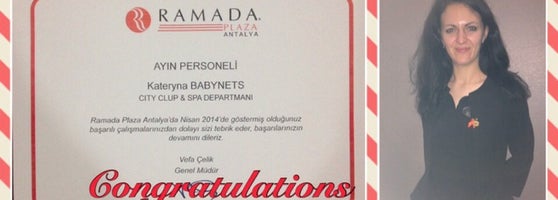 RAMADA.
PLAZA
ANTALYA
AYIN PERSONELİ
Kateryna BABYNETS
CITY CLUP & SPA DEPARTMANI
Ramada Plaza Antalya'da Nisan 2014'de göstermiş olduğunuz
başarılı çalışmalarınızdan dolayı sizi tebrik eder, başarılarınızın
devamını dileriz.
Vefa Çelik
Genel Müdür
Congratulations